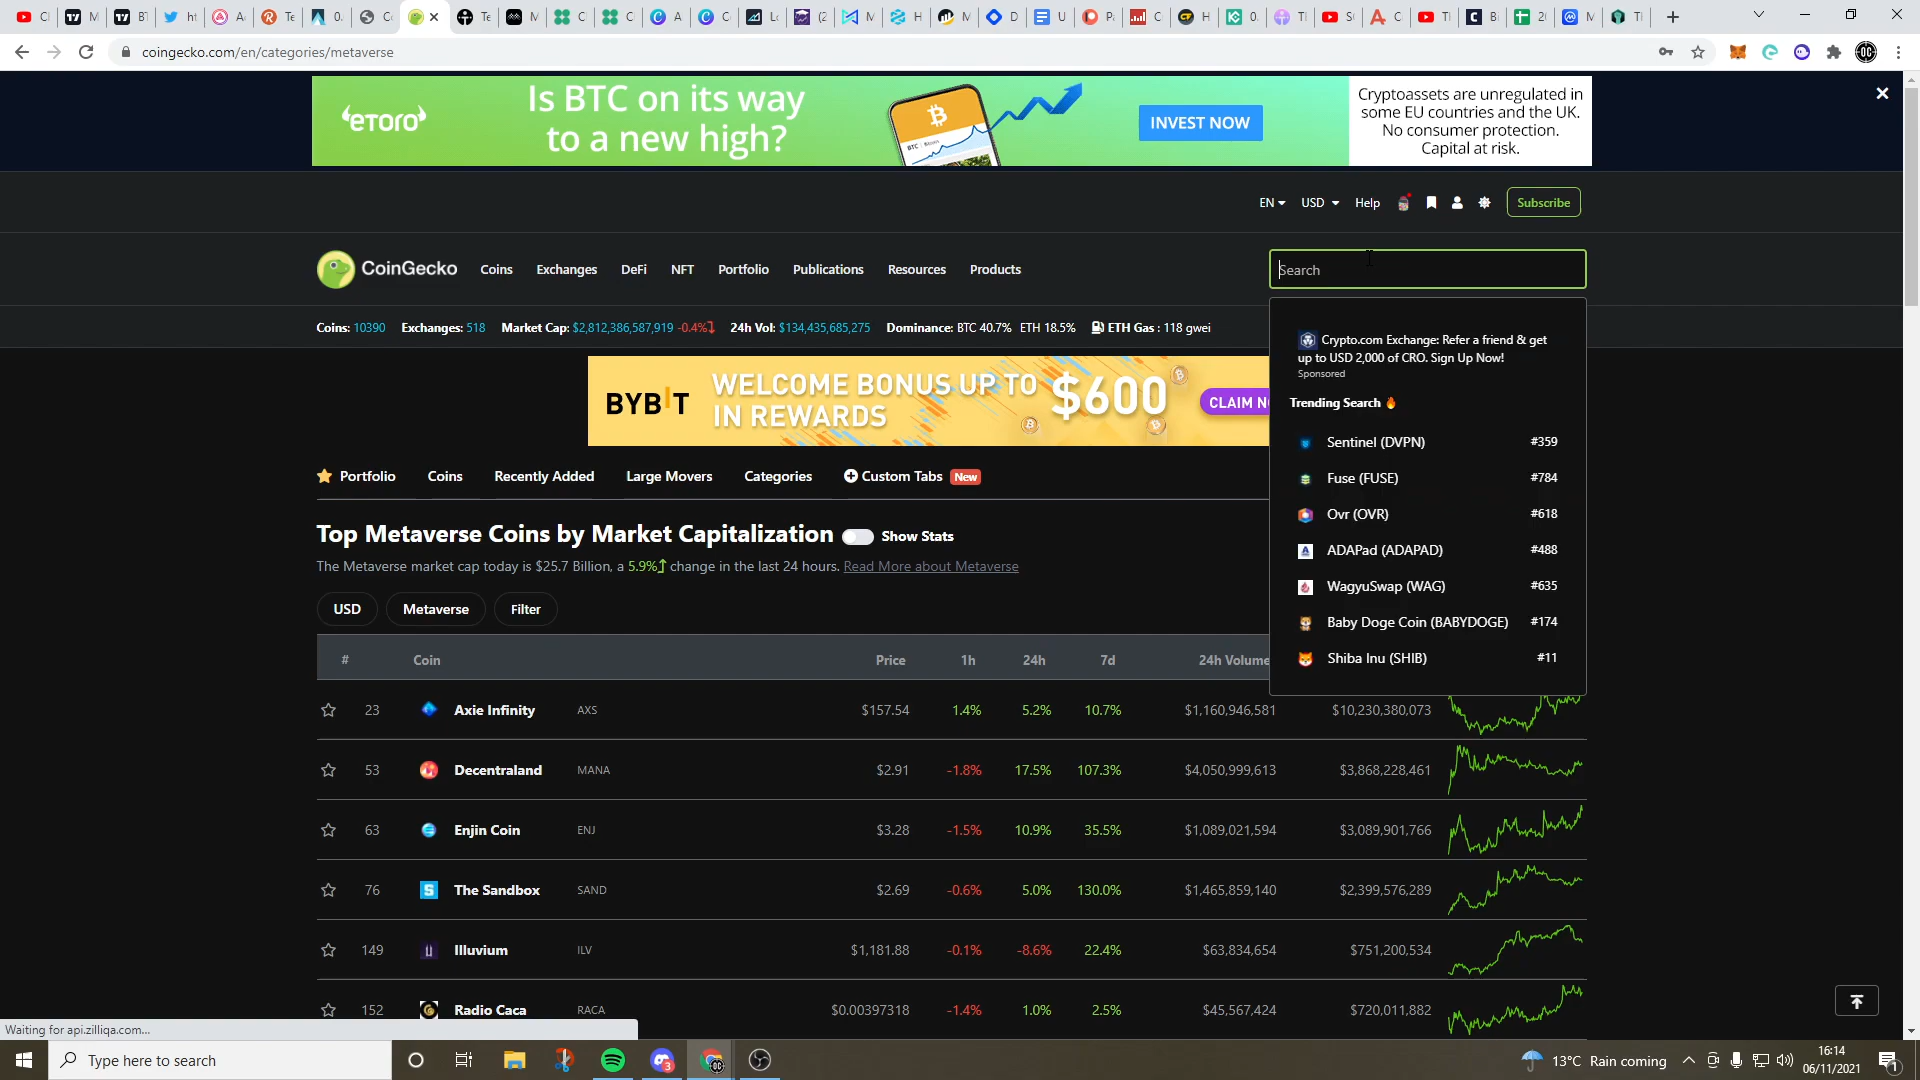 coingecko.com/en/categories/metaverse
eTORO
Is BTC on its way
to a new high?
INVEST NOW
Cryptoassets are unregulated in
some EU countries and the UK.
No consumer protection.
Capital at risk.
EN
USD
Help
Subscribe
CoinGecko
Coins
Exchanges
DeFi
NFT
Portfolio
Publications
Resources
Products
Search
Coins: 10390
Exchanges: 518
Market Cap: $2,812,386,587,919 -0.4%
24h Vol: $134,435,685,275
Dominance: BTC 40.7% ETH 18.5%
ETH Gas : 118 gwei
BYBIT
WELCOME BONUS UP TO
IN REWARDS
$600
CLAIM N
Crypto.com Exchange: Refer a friend & get
up to USD 2,000 of CRO. Sign Up Now!
Sponsored
Trending Search
Sentinel (DVPN) #359
Fuse (FUSE) #784
Ovr (OVR) #618
ADAPad (ADAPAD) #488
WagyuSwap (WAG) #635
Baby Doge Coin (BABYDOGE) #174
Shiba Inu (SHIB) #11
Portfolio
Coins
Recently Added
Large Movers
Categories
Custom Tabs
New
Top Metaverse Coins by Market Capitalization
Show Stats
The Metaverse market cap today is $25.7 Billion, a 5.9% change in the last 24 hours. Read More about Metaverse
USD
Metaverse
Filter
# Coin Price 1h 24h 7d 24h Volume
23 Axie Infinity AXS $157.54 1.4% 5.2% 10.7% $1,160,946,581 $10,230,380,073
53 Decentraland MANA $2.91 -1.8% 17.5% 107.3% $4,050,999,613 $3,868,228,461
63 Enjin Coin ENJ $3.28 -1.5% 10.9% 35.5% $1,089,021,594 $3,089,901,766
76 The Sandbox SAND $2.69 -0.6% 5.0% 130.0% $1,465,859,140 $2,399,576,289
149 Illuvium ILV $1,181.88 -0.1% -8.6% 22.4% $63,834,654 $751,200,534
152 Radio Caca RACA $0.00397318 -1.4% 1.0% 2.5% $45,567,424 $720,011,882
Waiting for api.zilliqa.com...
Type here to search
13°C Rain coming
16:14
06/11/2021